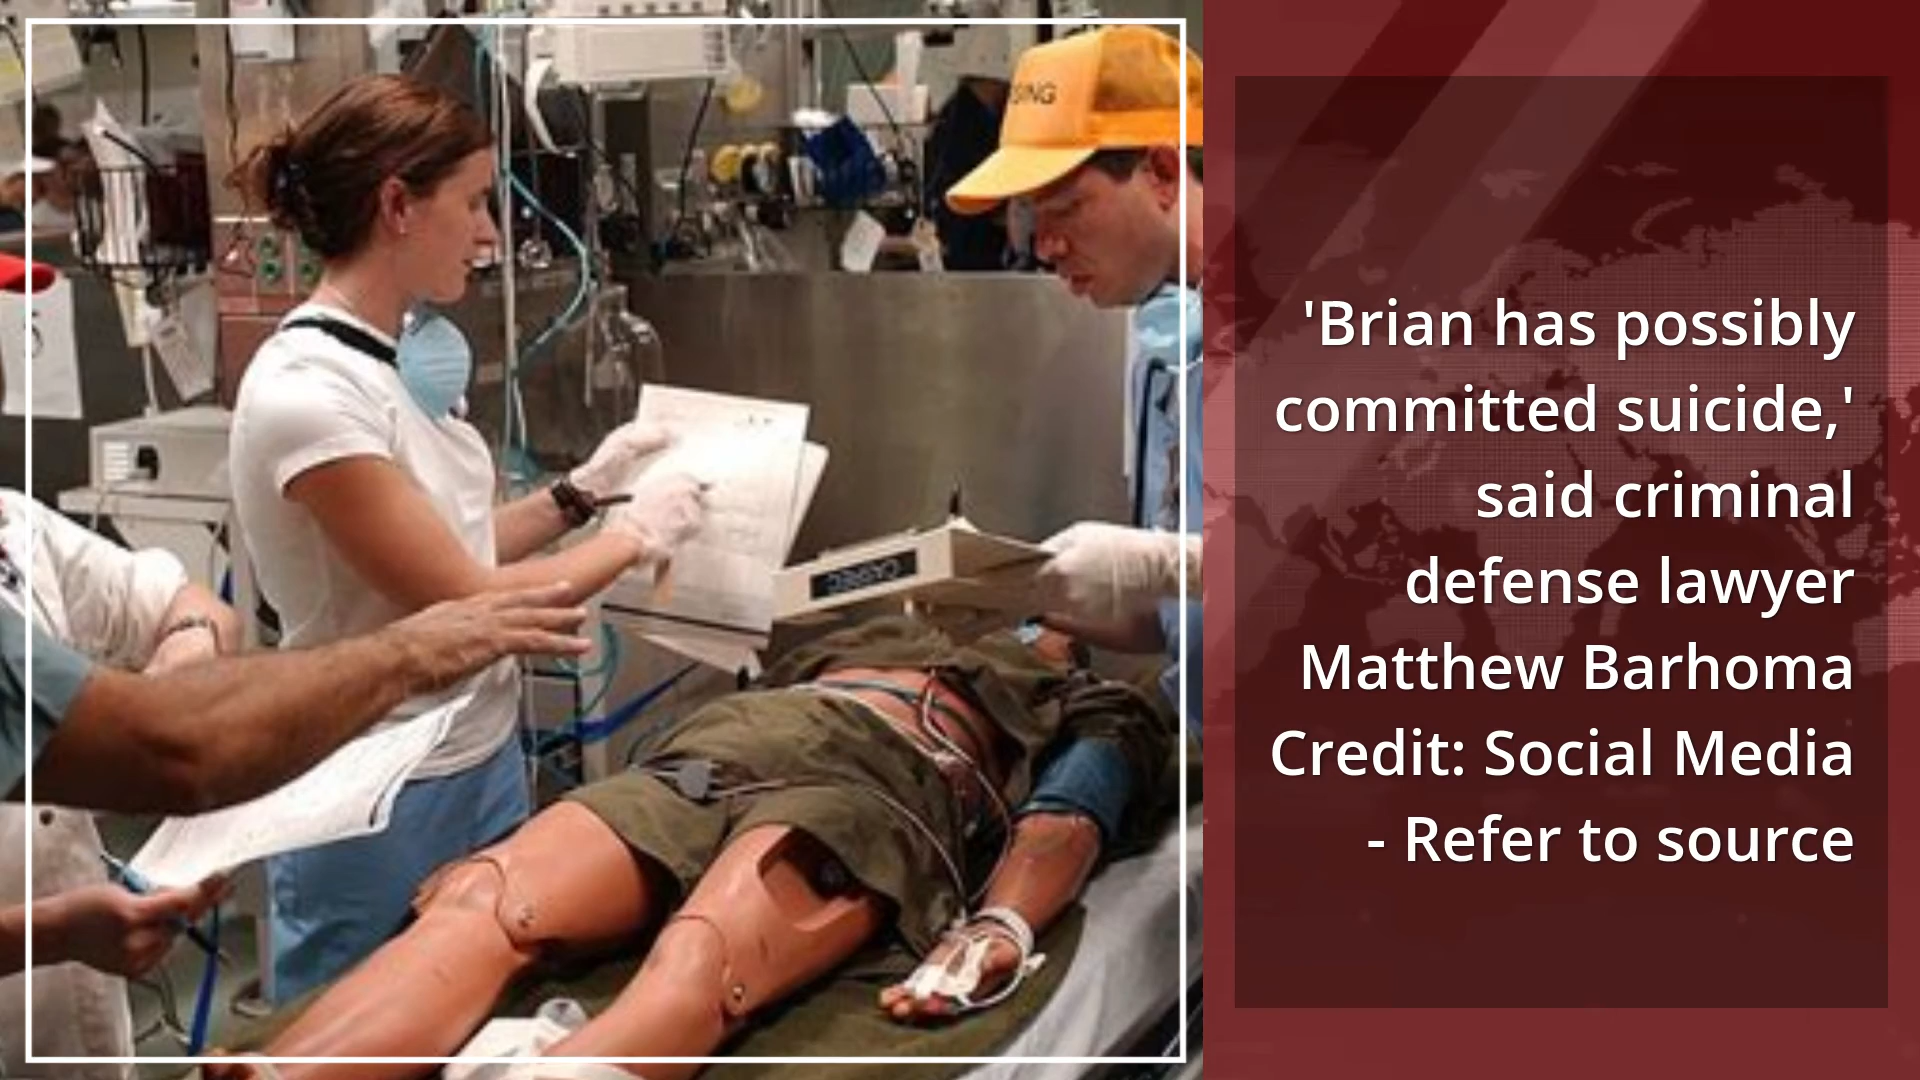 'Brian has possibly
committed suicide,'
said criminal
defense lawyer
Matthew Barhoma
Credit: Social Media
- Refer to source